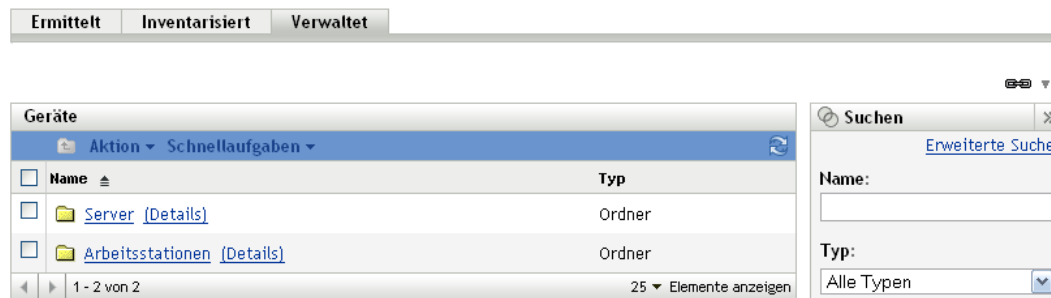 Ermittelt Inventarisiert Verwaltet
Geräte
Aktion Schnellaufgaben
Name Typ
Server (Details) Ordner
Arbeitsstationen (Details) Ordner
1 - 2 von 2 25 Elemente anzeigen
Suchen
Erweiterte Suche
Name:
Typ:
Alle Typen